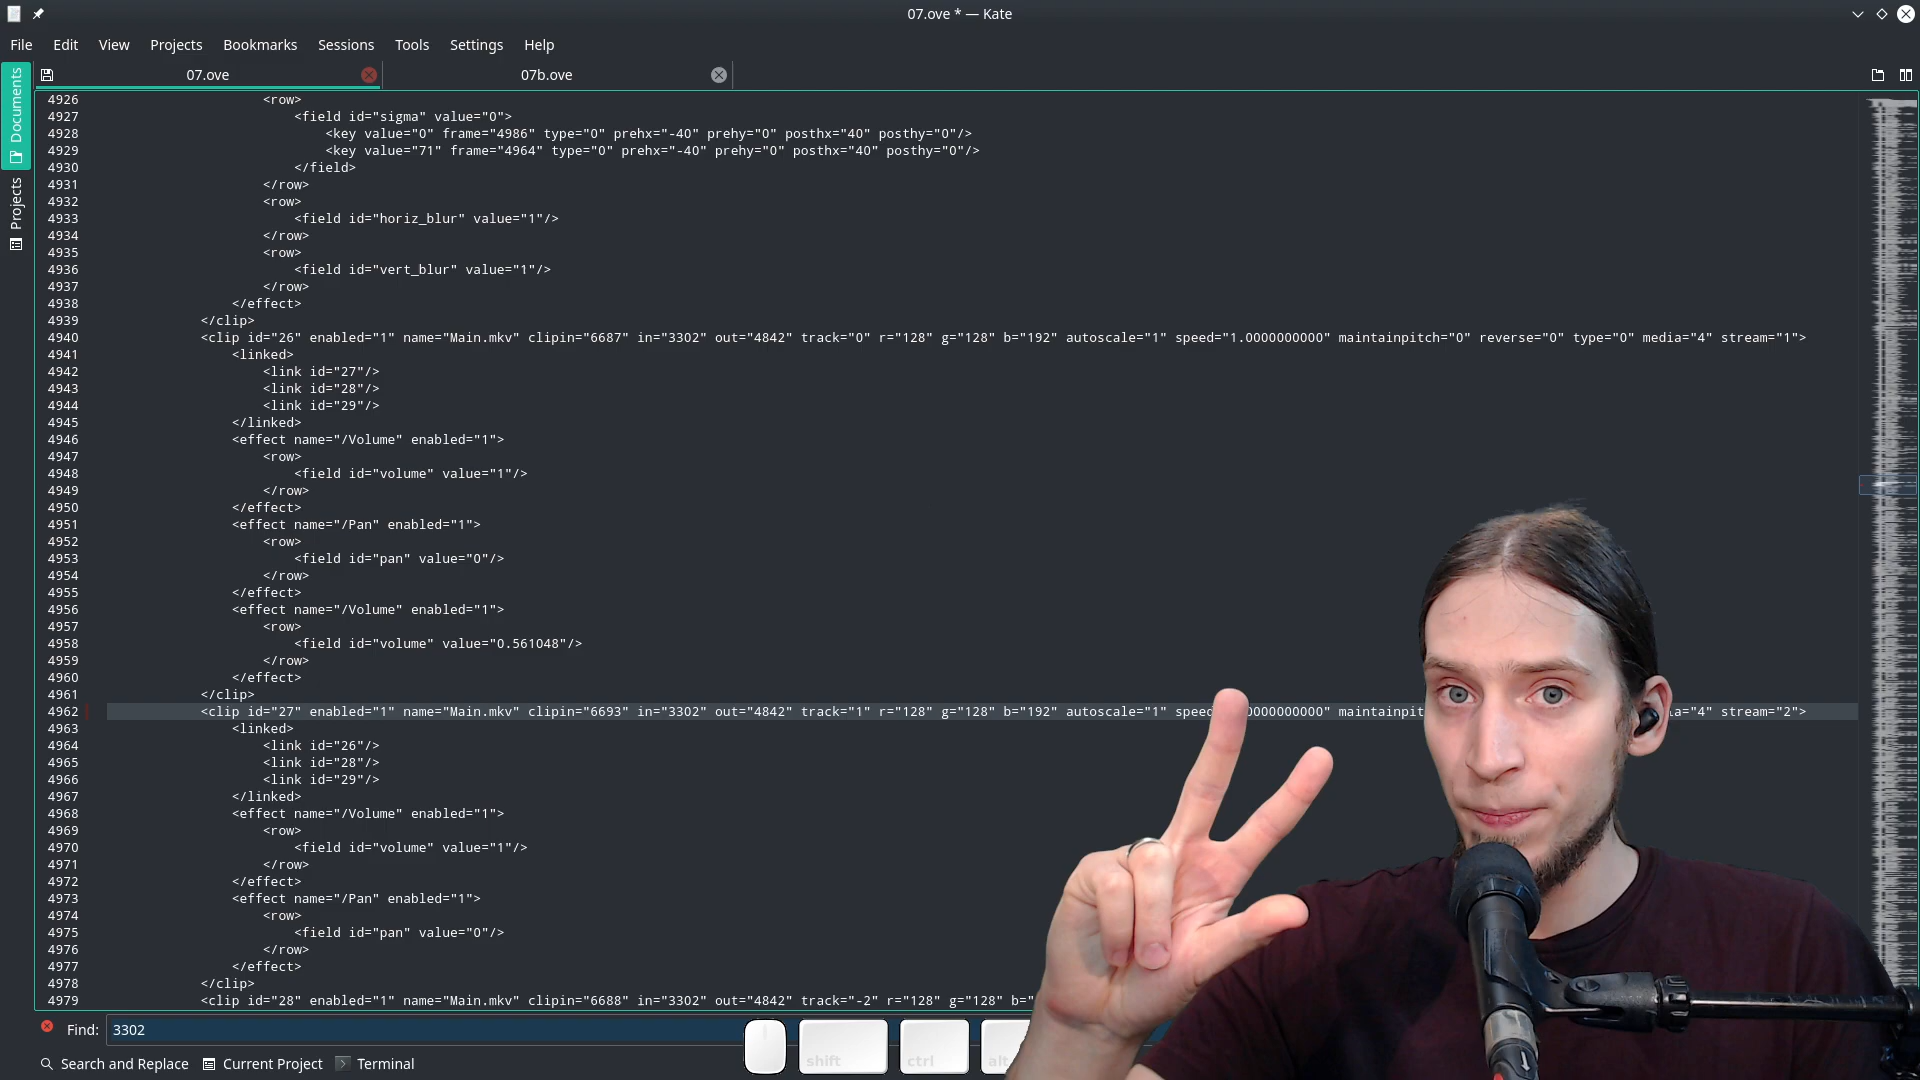 07.ove * — Kate
File Edit View Projects Bookmarks Sessions Tools Settings Help
Documents
Projects
07.ove 07b.ove
4926 <row>
4927 <field id="sigma" value="0">
4928 <key value="0" frame="4986" type="0" prehx="-40" prehy="0" posthx="40" posthy="0"/>
4929 <key value="71" frame="4964" type="0" prehx="-40" prehy="0" posthx="40" posthy="0"/>
4930 </field>
4931 </row>
4932 <row>
4933 <field id="horiz_blur" value="1"/>
4934 </row>
4935 <row>
4936 <field id="vert_blur" value="1"/>
4937 </row>
4938 </effect>
4939 </clip>
4940 <clip id="26" enabled="1" name="Main.mkv" clipin="6687" in="3302" out="4842" track="0" r="128" g="128" b="192" autoscale="1" speed="1.0000000000" maintainpitch="0" reverse="0" type="0" media="4" stream="1">
4941 <linked>
4942 <link id="27"/>
4943 <link id="28"/>
4944 <link id="29"/>
4945 </linked>
4946 <effect name="/Volume" enabled="1">
4947 <row>
4948 <field id="volume" value="1"/>
4949 </row>
4950 </effect>
4951 <effect name="/Pan" enabled="1">
4952 <row>
4953 <field id="pan" value="0"/>
4954 </row>
4955 </effect>
4956 <effect name="/Volume" enabled="1">
4957 <row>
4958 <field id="volume" value="0.561048"/>
4959 </row>
4960 </effect>
4961 </clip>
4962 <clip id="27" enabled="1" name="Main.mkv" clipin="6693" in="3302" out="4842" track="1" r="128" g="128" b="192" autoscale="1" speed 0000000000" maintainpit ia="4" stream="2">
4963 <linked>
4964 <link id="26"/>
4965 <link id="28"/>
4966 <link id="29"/>
4967 </linked>
4968 <effect name="/Volume" enabled="1">
4969 <row>
4970 <field id="volume" value="1"/>
4971 </row>
4972 </effect>
4973 <effect name="/Pan" enabled="1">
4974 <row>
4975 <field id="pan" value="0"/>
4976 </row>
4977 </effect>
4978 </clip>
4979 <clip id="28" enabled="1" name="Main.mkv" clipin="6688" in="3302" out="4842" track="-2" r="128" g="128" b="
Find: 3302
shift ctrl alt
Search and Replace Current Project Terminal